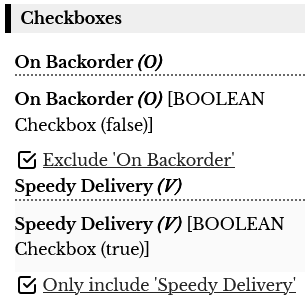 Checkboxes
On Backorder (O)
On Backorder (O) [BOOLEAN
Checkbox (false)]
Exclude 'On Backorder'
Speedy Delivery (V)
Speedy Delivery (V) [BOOLEAN
Checkbox (true)]
Only include 'Speedy Delivery'